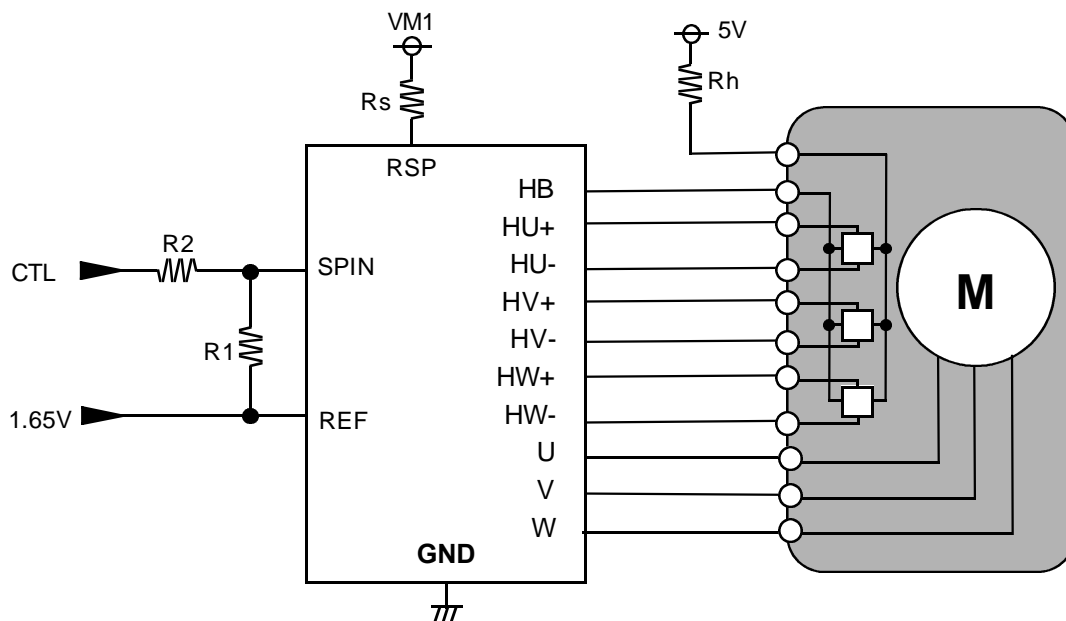 VM1
5V
Rs
Rh
RSP
HB
HU+
R2
CTL
SPIN
HU-
HV+
R1
HV-
HW+
1.65V
REF
HW-
U
V
W
GND
M